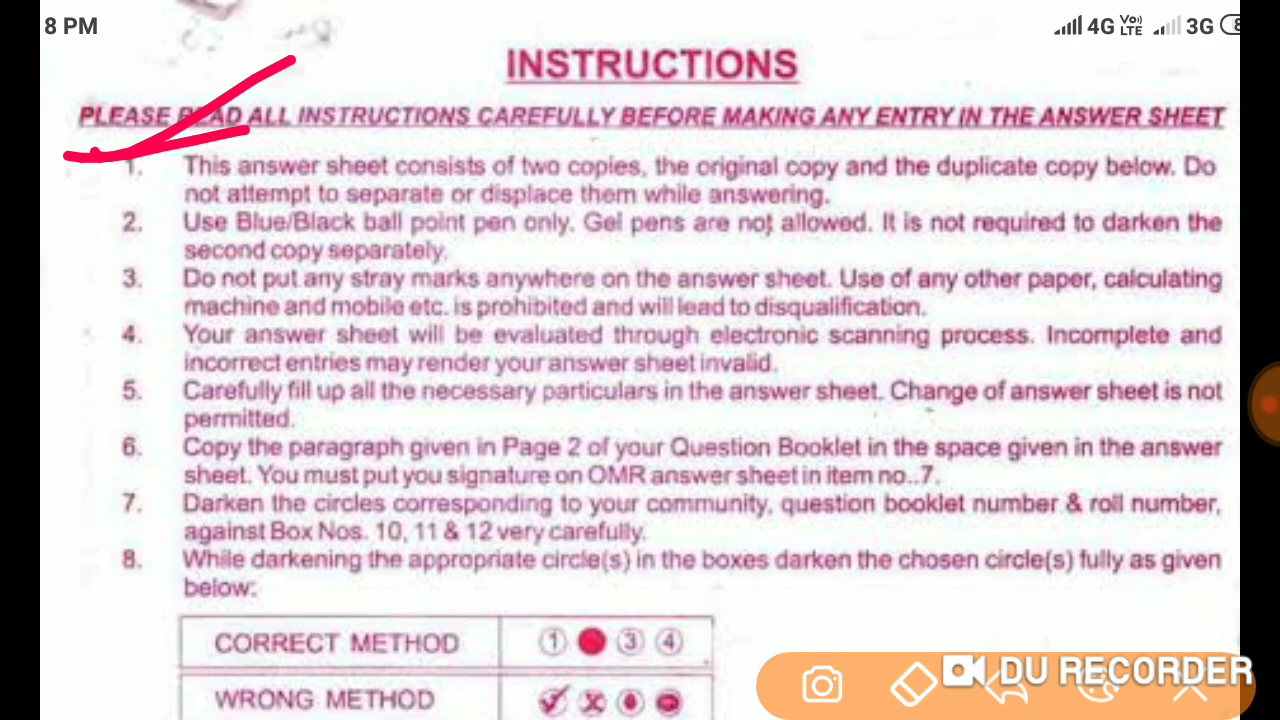 8 PM
4G Vo) LTE 3G 8
INSTRUCTIONS
PLEASE READ ALL INSTRUCTIONS CAREFULLY BEFORE MAKING ANY ENTRY IN THE ANSWER SHEET
1. This answer sheet consists of two copies, the original copy and the duplicate copy below. Do
not attempt to separate or displace them while answering.
2. Use Blue/Black ball point pen only. Gel pens are not allowed. It is not required to darken the
second copy separately.
3. Do not put any stray marks anywhere on the answer sheet. Use of any other paper, calculating
machine and mobile etc. is prohibited and will lead to disqualification.
4. Your answer sheet will be evaluated through electronic scanning process. Incomplete and
incorrect entries may render your answer sheet invalid.
5. Carefully fill up all the necessary particulars in the answer sheet. Change of answer sheet is not
permitted.
6. Copy the paragraph given in Page 2 of your Question Booklet in the space given in the answer
sheet. You must put you signature on OMR answer sheet in item no..7.
7. Darken the circles corresponding to your community, question booklet number & roll number,
against Box Nos. 10, 11 & 12 very carefully.
8. While darkening the appropriate circle(s) in the boxes darken the chosen circle(s) fully as given
below:
CORRECT METHOD 1 3 4
WRONG METHOD
DU RECORDER